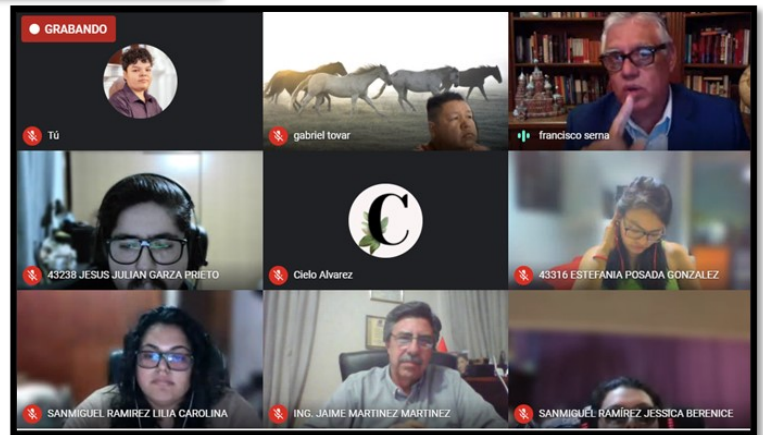 GRABANDO
Tú
gabriel tovar
francisco serna
43238 JESUS JULIAN GARZA PRIETO
C
Cielo Alvarez
43316 ESTEFANIA POSADA GONZALEZ
SANMIGUEL RAMIREZ LILIA CAROLINA
ING. JAIME MARTINEZ MARTINEZ
SANMIGUEL RAMÍREZ JESSICA BERENICE